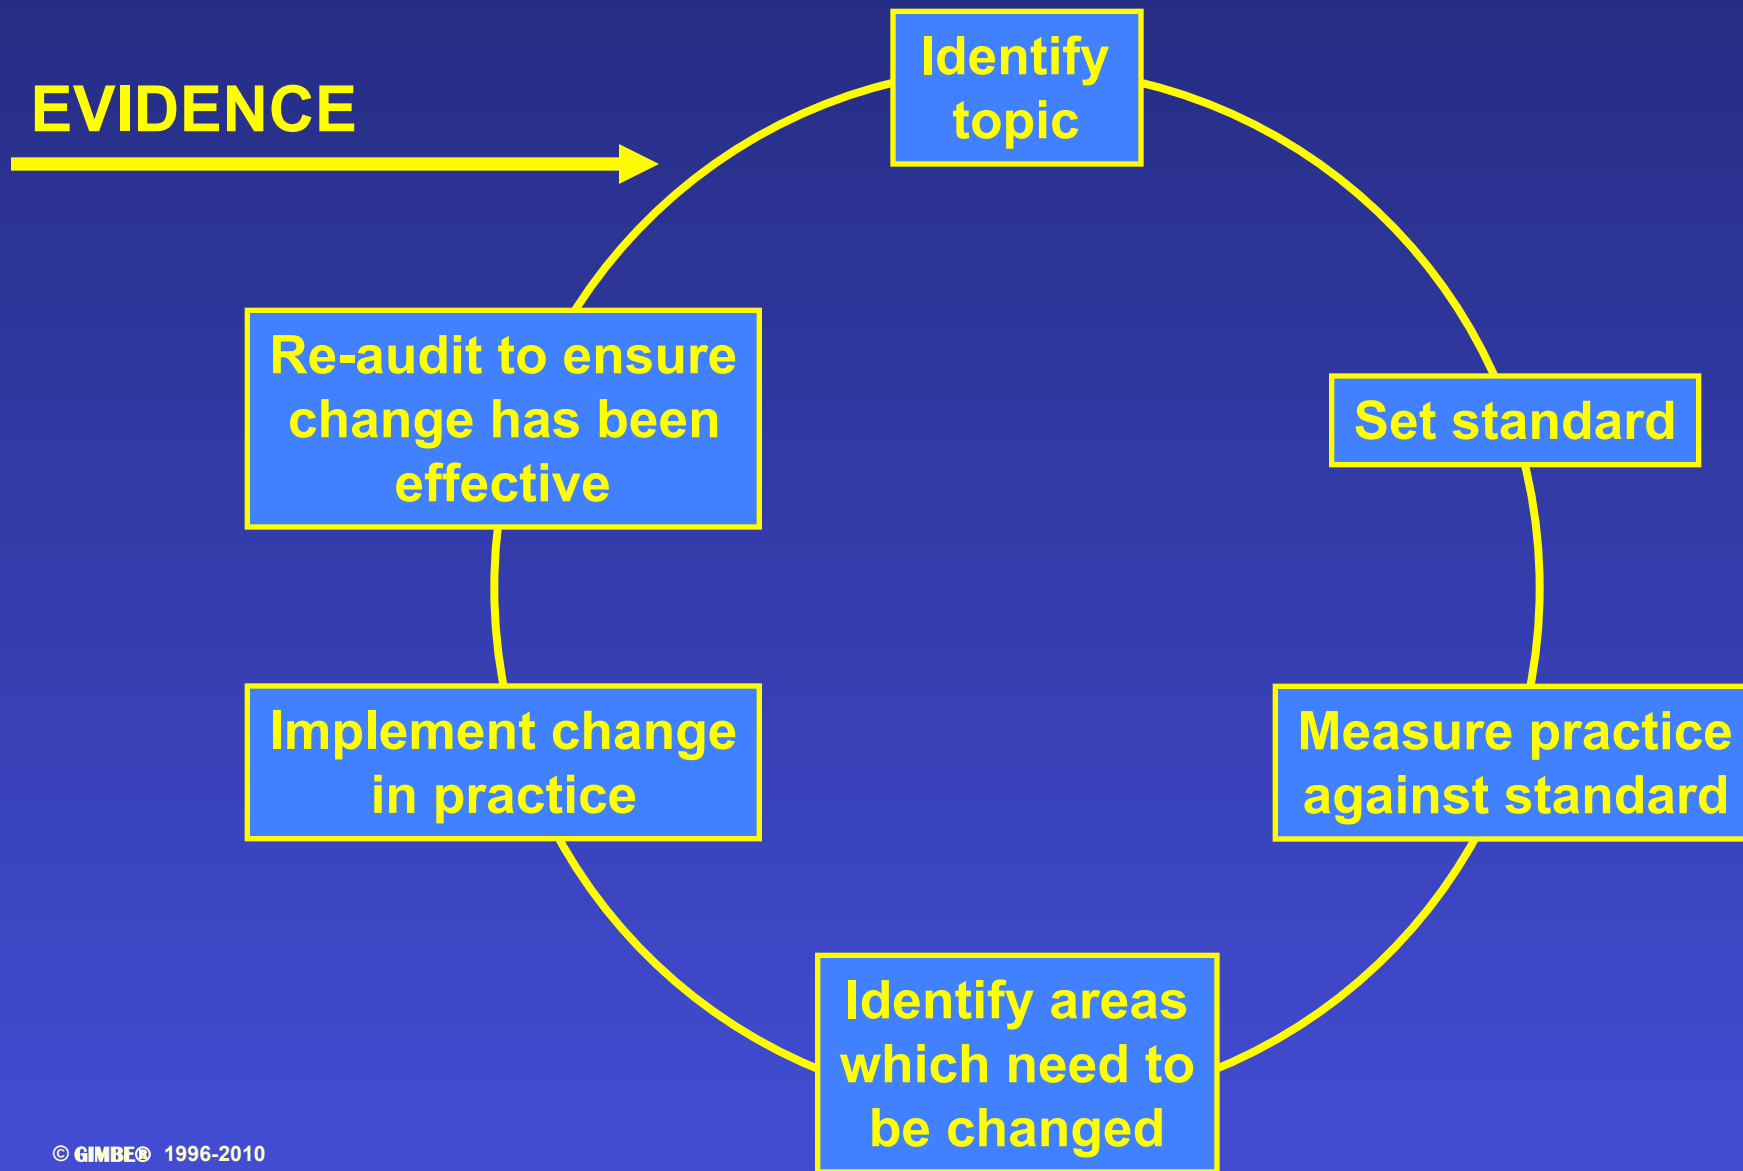 EVIDENCE
Identify
topic
Set standard
Measure practice
against standard
Identify areas
which need to
be changed
Implement change
in practice
Re-audit to ensure
change has been
effective
© GIMBE® 1996-2010